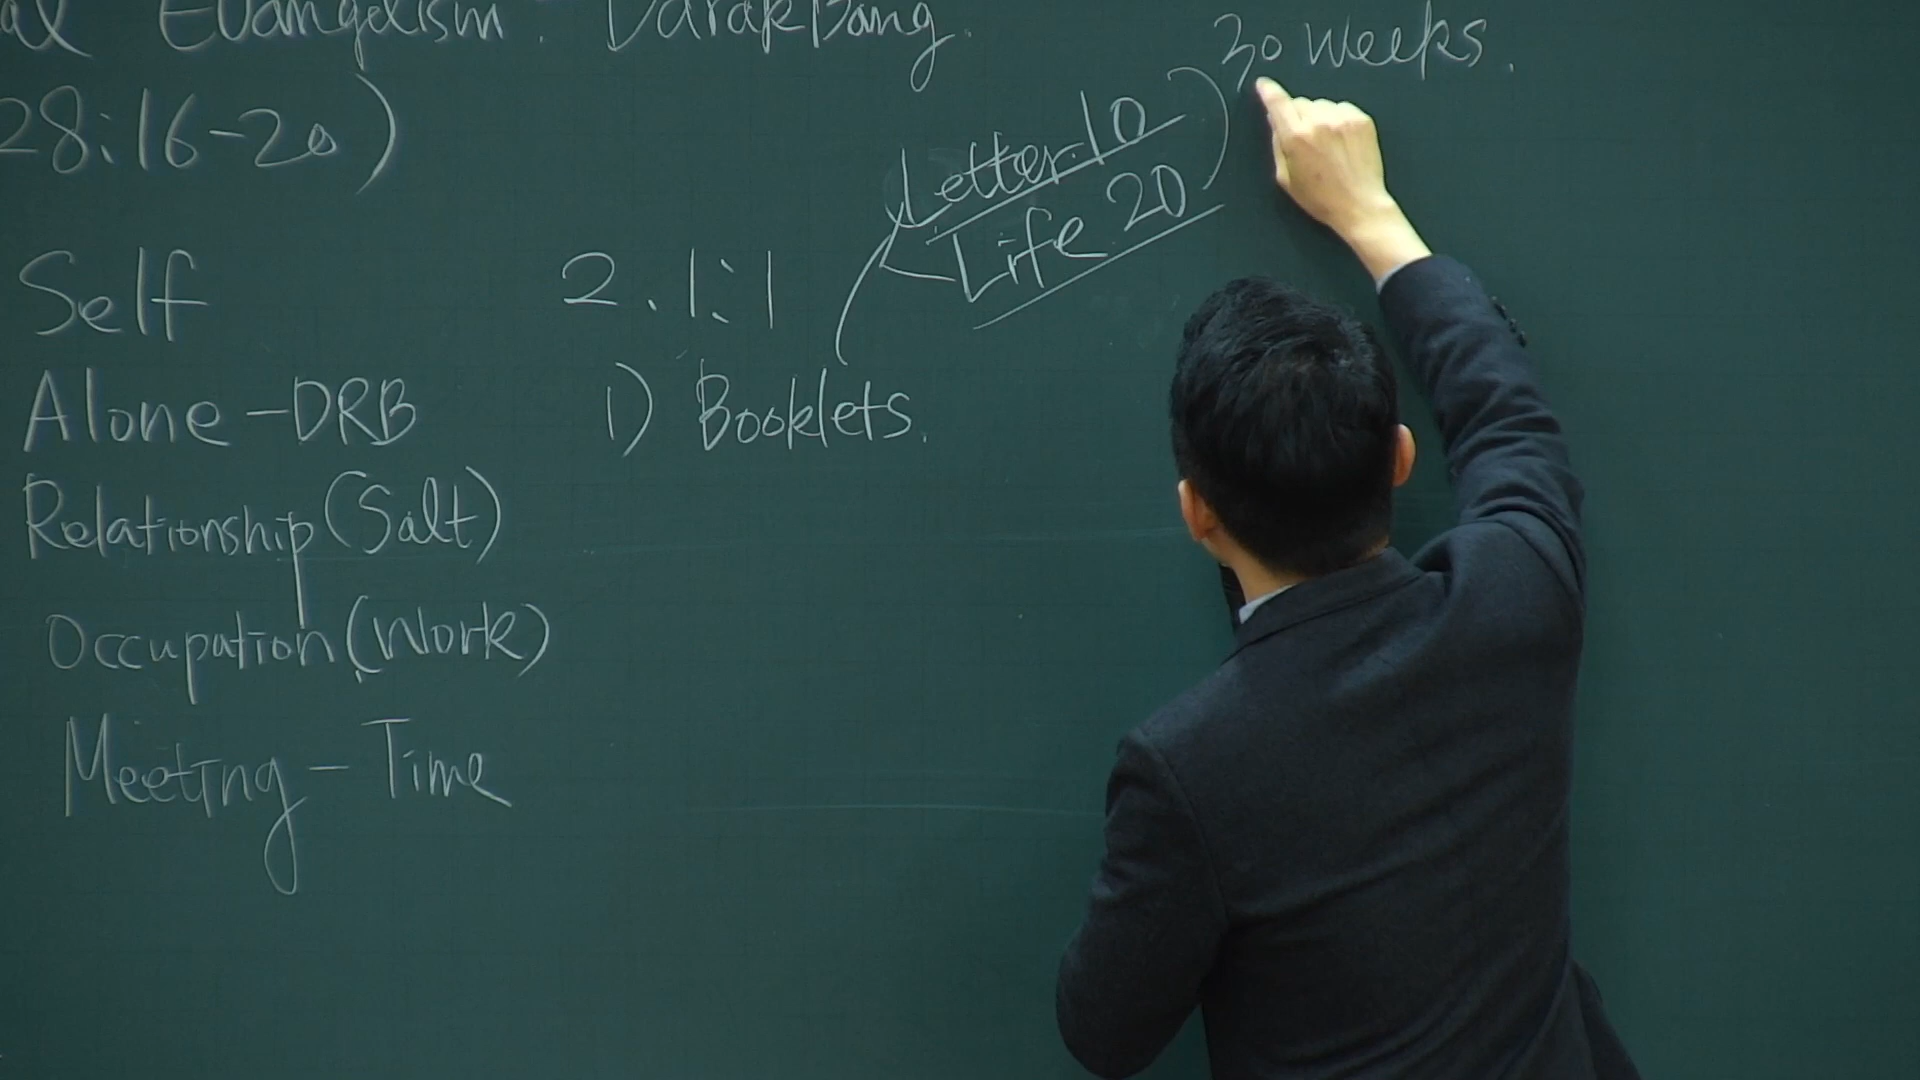 al Evangelism: DarakBang.
28:16-20)
Self
Alone - DRB
Relationship (Salt)
Occupation (Work)
Meeting - Time
2. 1:1
1) Booklets.
Letter 10
Life 20
30 weeks.